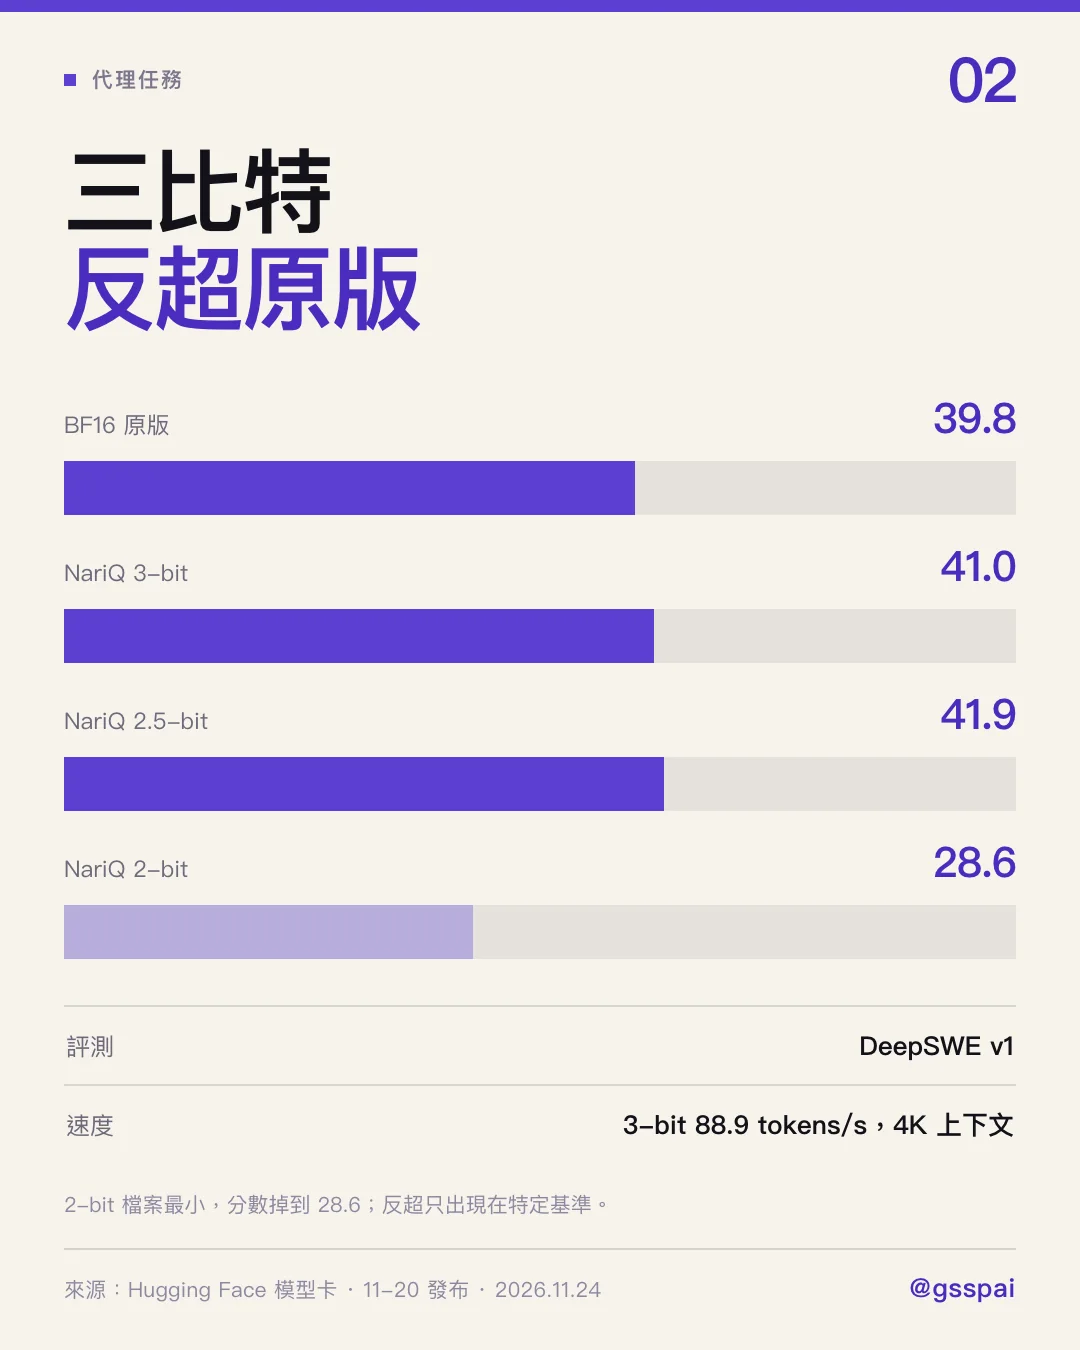 代理任務
02
三比特
反超原版
BF16 原版
39.8
NariQ 3-bit
41.0
NariQ 2.5-bit
41.9
NariQ 2-bit
28.6
評測
DeepSWE v1
速度
3-bit 88.9 tokens/s，4K 上下文
2-bit 檔案最小，分數掉到 28.6；反超只出現在特定基準。
來源：Hugging Face 模型卡 · 11-20 發布 · 2026.11.24
@gsspai